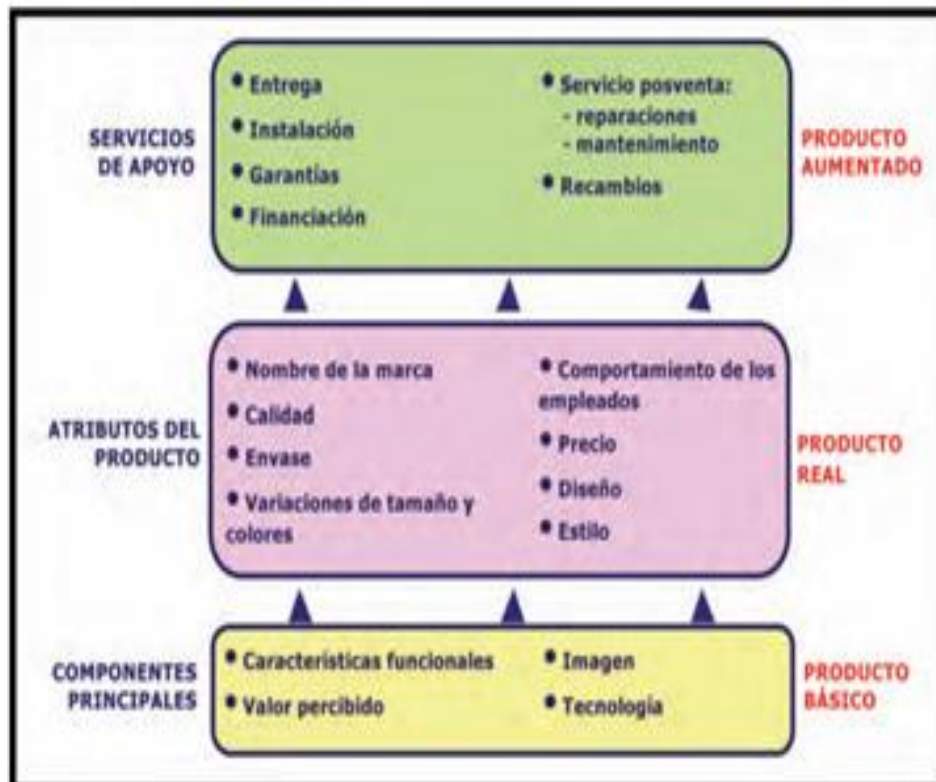 SERVICIOS
DE APOYO
• Entrega
• Instalación
• Garantías
• Financiación
• Servicio posventa:
- reparaciones
- mantenimiento
• Recambios
PRODUCTO
AUMENTADO
ATRIBUTOS DEL
PRODUCTO
• Nombre de la marca
• Calidad
• Envase
• Variaciones de tamaño y
colores
• Comportamiento de los
empleados
• Precio
• Diseño
• Estilo
PRODUCTO
REAL
COMPONENTES
PRINCIPALES
• Características funcionales
• Valor percibido
• Imagen
• Tecnología
PRODUCTO
BÁSICO